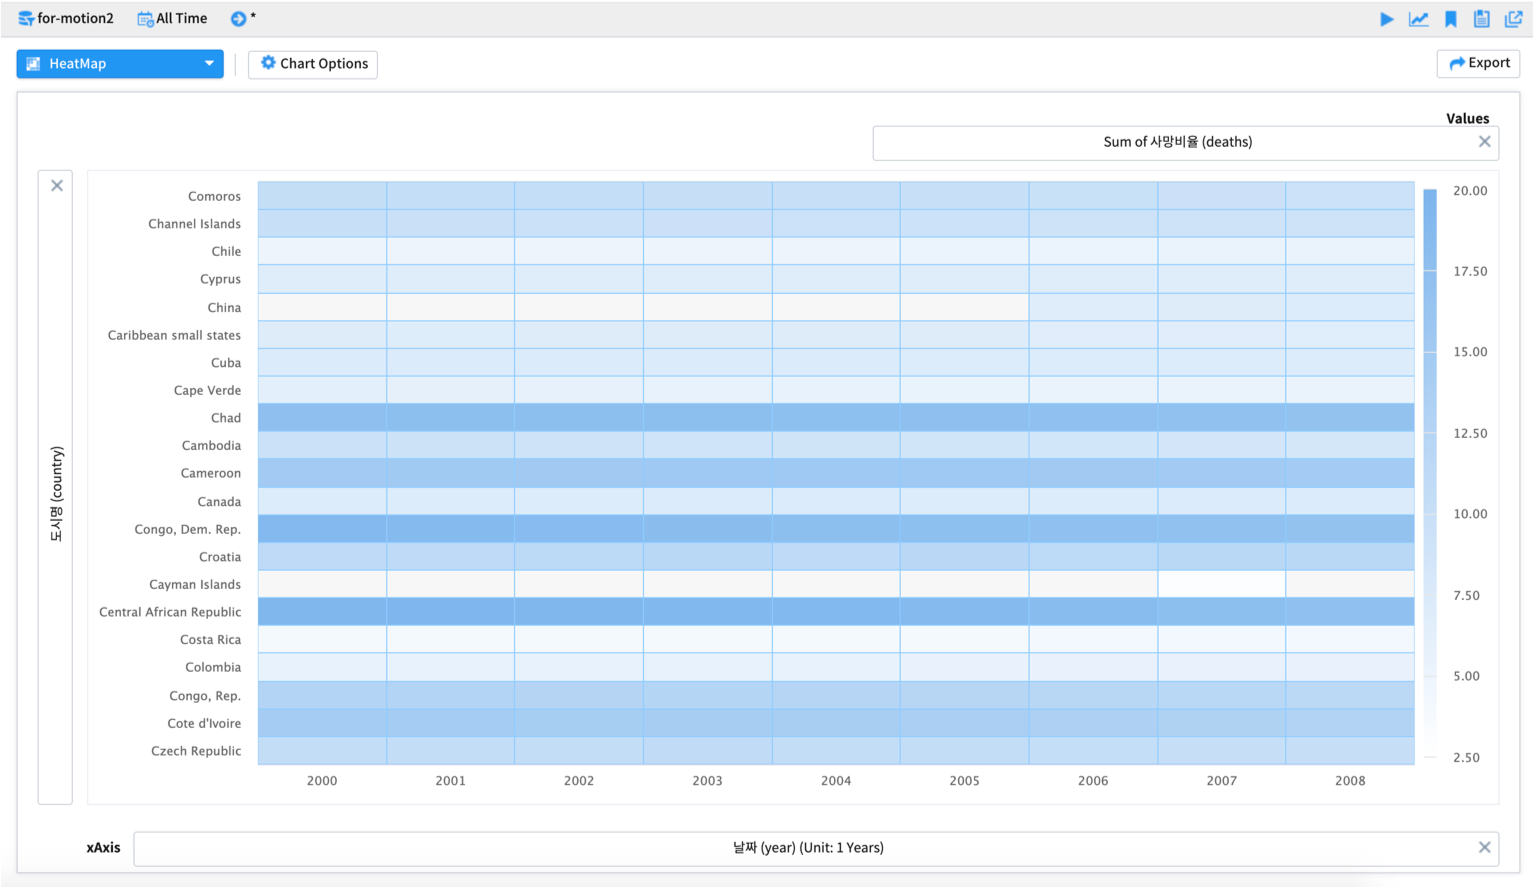 for-motion2 All Time *
HeatMap Chart Options Export
Values
Sum of 사망비율 (deaths)
도시명 (country)
Comoros
Channel Islands
Chile
Cyprus
China
Caribbean small states
Cuba
Cape Verde
Chad
Cambodia
Cameroon
Canada
Congo, Dem. Rep.
Croatia
Cayman Islands
Central African Republic
Costa Rica
Colombia
Congo, Rep.
Cote d'Ivoire
Czech Republic
20.00
17.50
15.00
12.50
10.00
7.50
5.00
2.50
2000 2001 2002 2003 2004 2005 2006 2007 2008
xAxis 날짜 (year) (Unit: 1 Years)